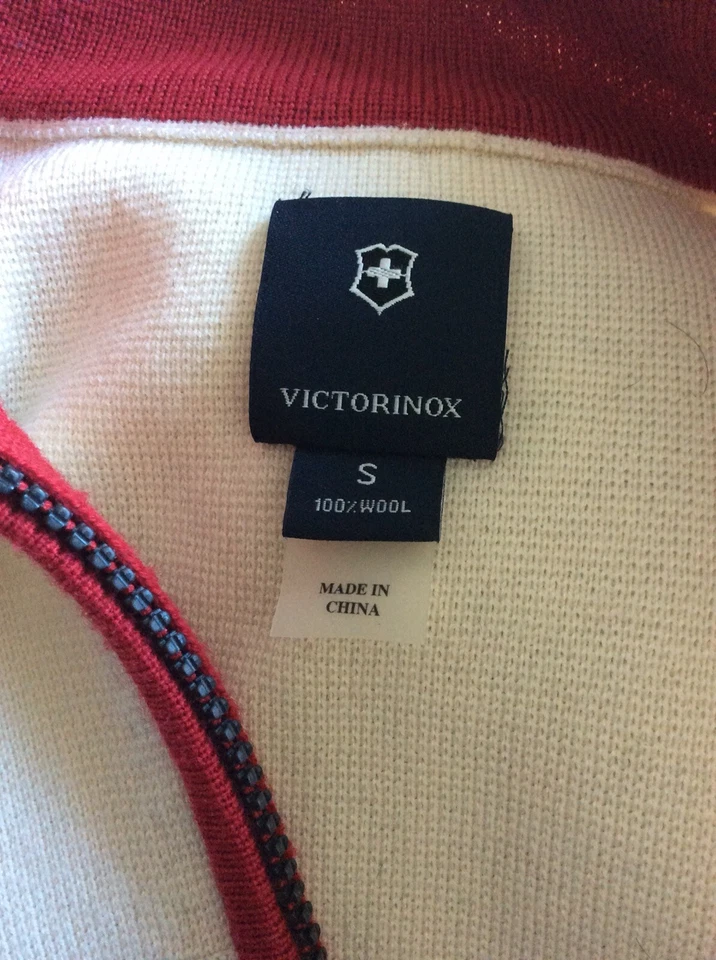 VICTORINOX
S
100% WOOL
MADE IN
CHINA